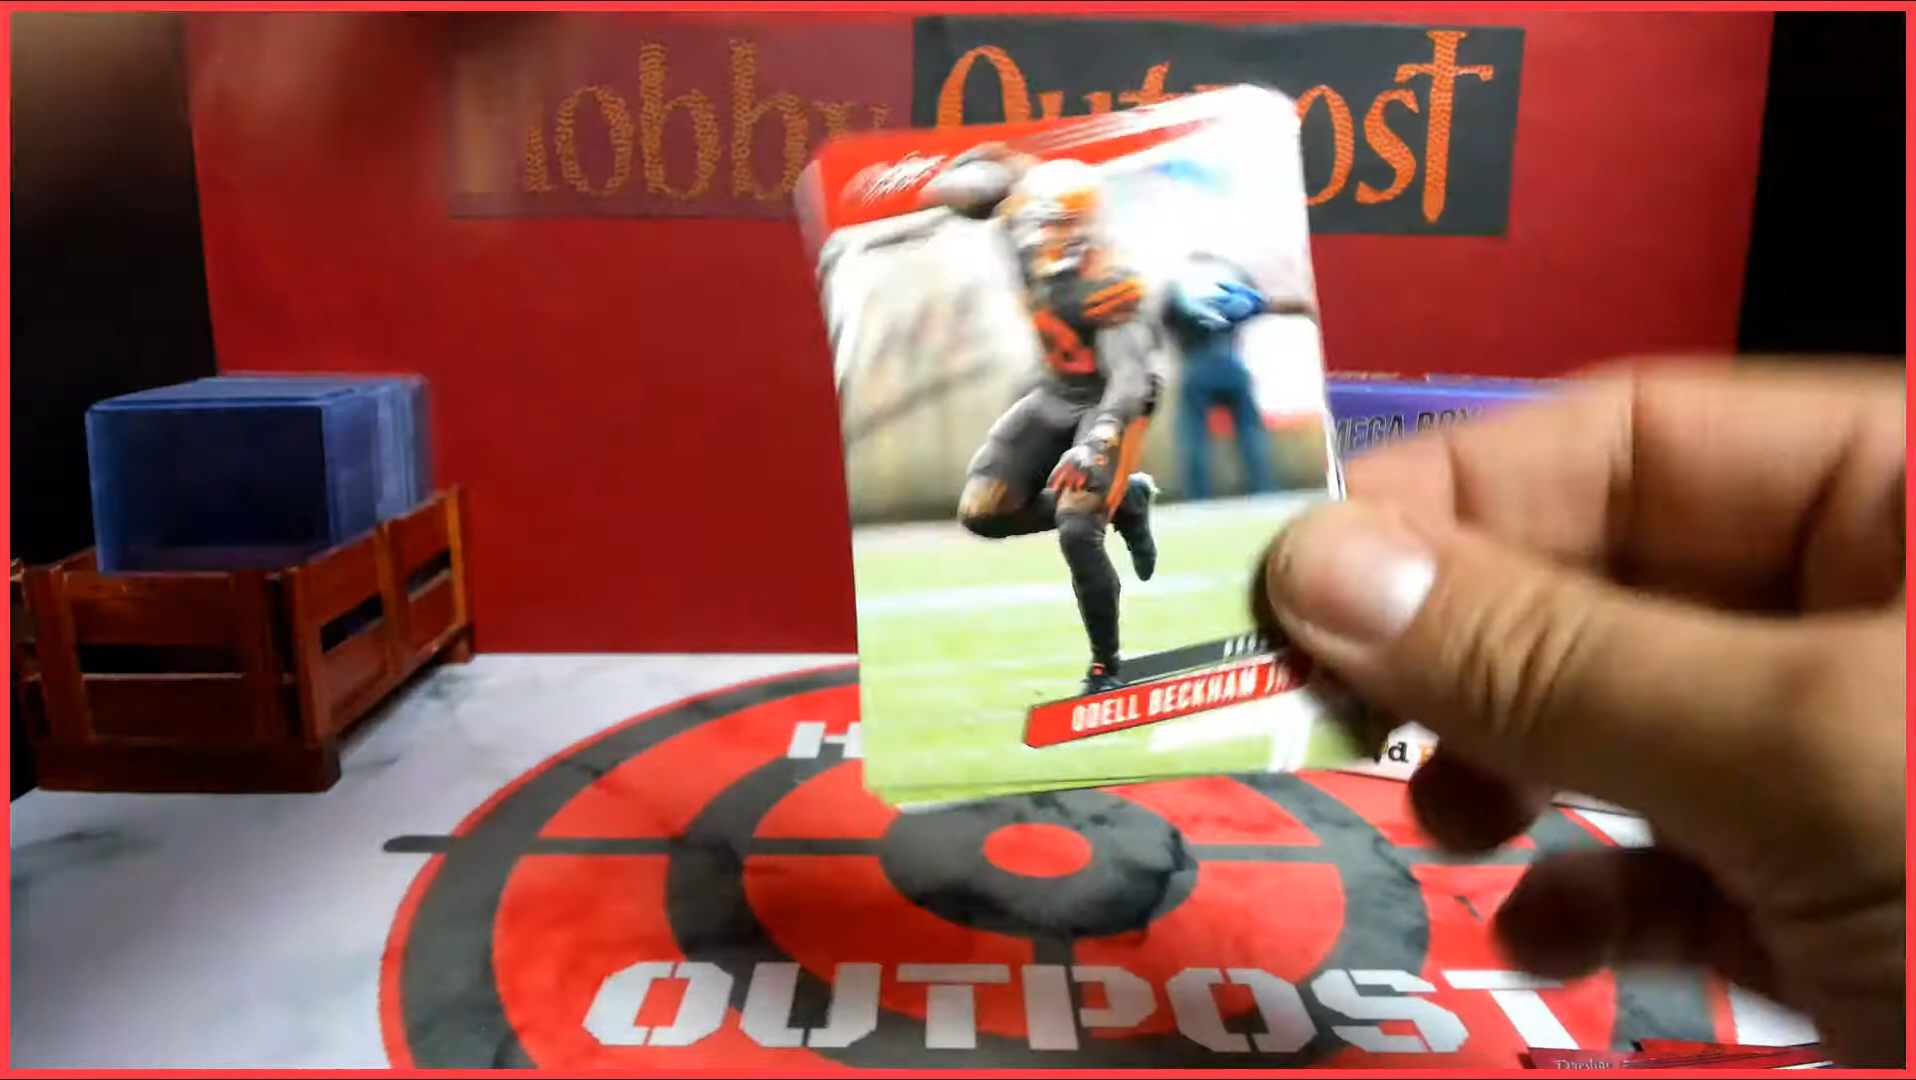 Hobby Outpost
MEGA BOX
ODELL BECKHAM JR
H
OUTPOST